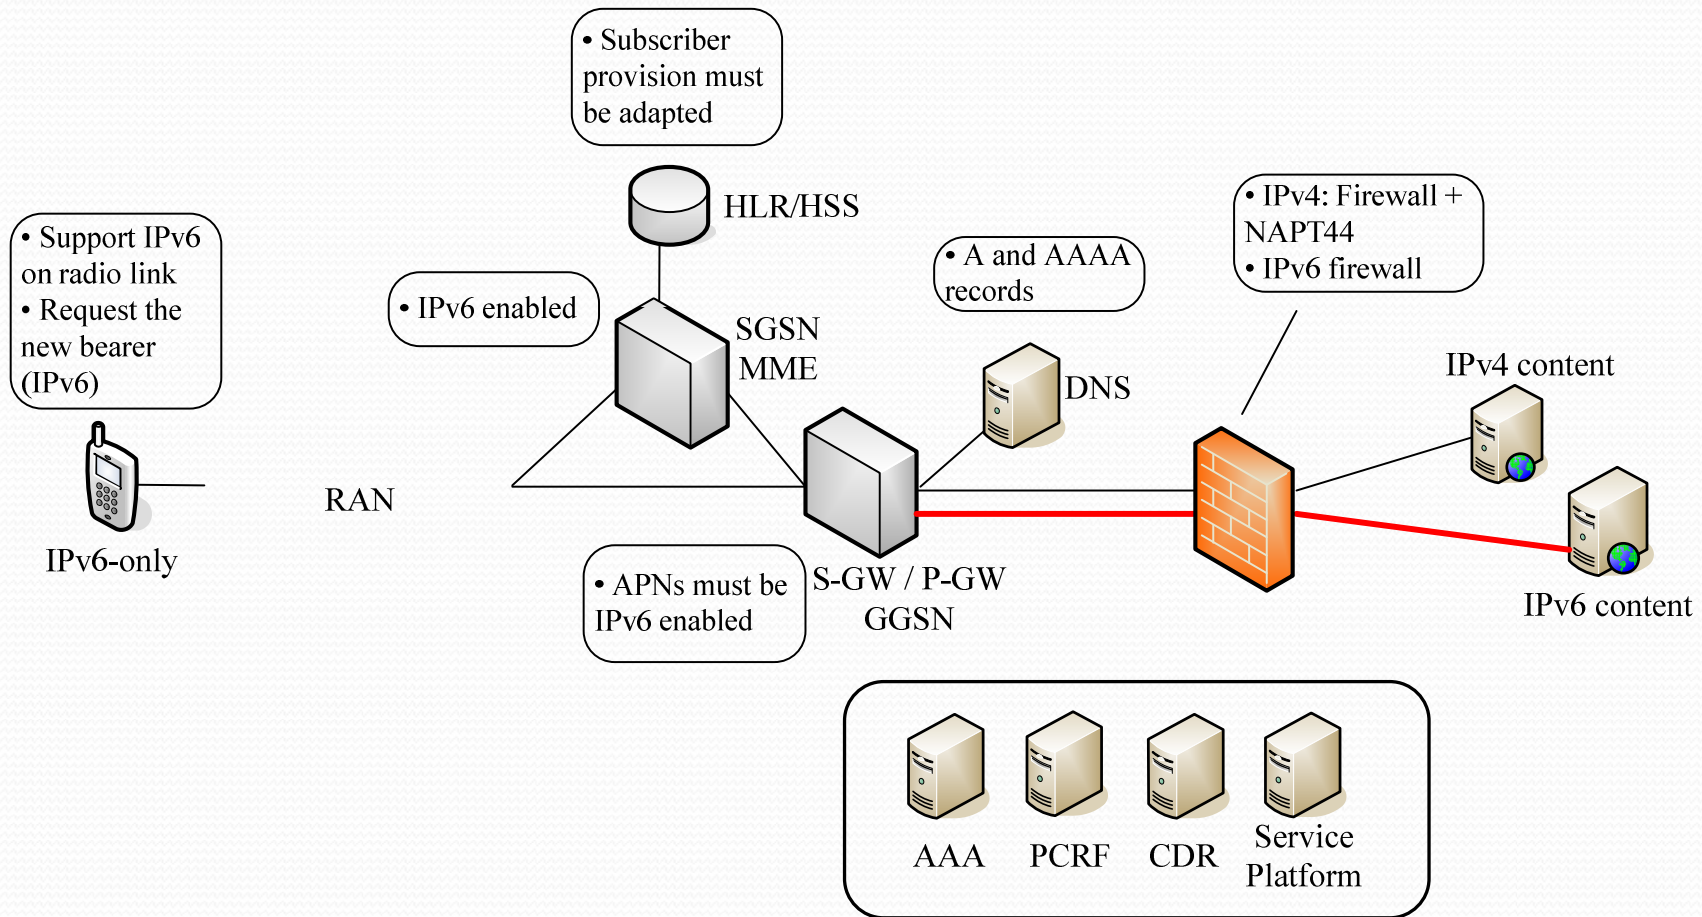 • Subscriber
provision must
be adapted
HLR/HSS
• IPv4: Firewall +
NAPT44
• IPv6 firewall
• Support IPv6
on radio link
• Request the
new bearer
(IPv6)
• A and AAAA
records
• IPv6 enabled
SGSN
MME
DNS
IPv4 content
RAN
IPv6-only
• APNs must be
IPv6 enabled
S-GW / P-GW
GGSN
IPv6 content
AAA
PCRF
CDR
Service
Platform